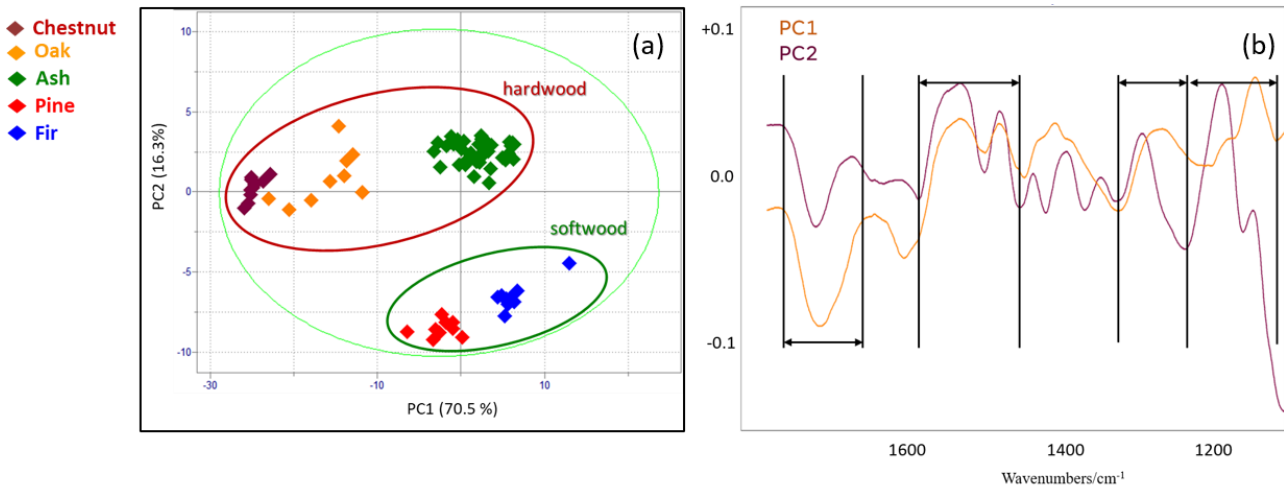 Chestnut
Oak
Ash
Pine
Fir
(a)
hardwood
softwood
10
5
0
-5
-10
PC2 (16.3%)
-30
-10
10
PC1 (70.5 %)
(b)
PC1
PC2
+0.1
0.0
-0.1
1600
1400
1200
Wavenumbers/cm-1